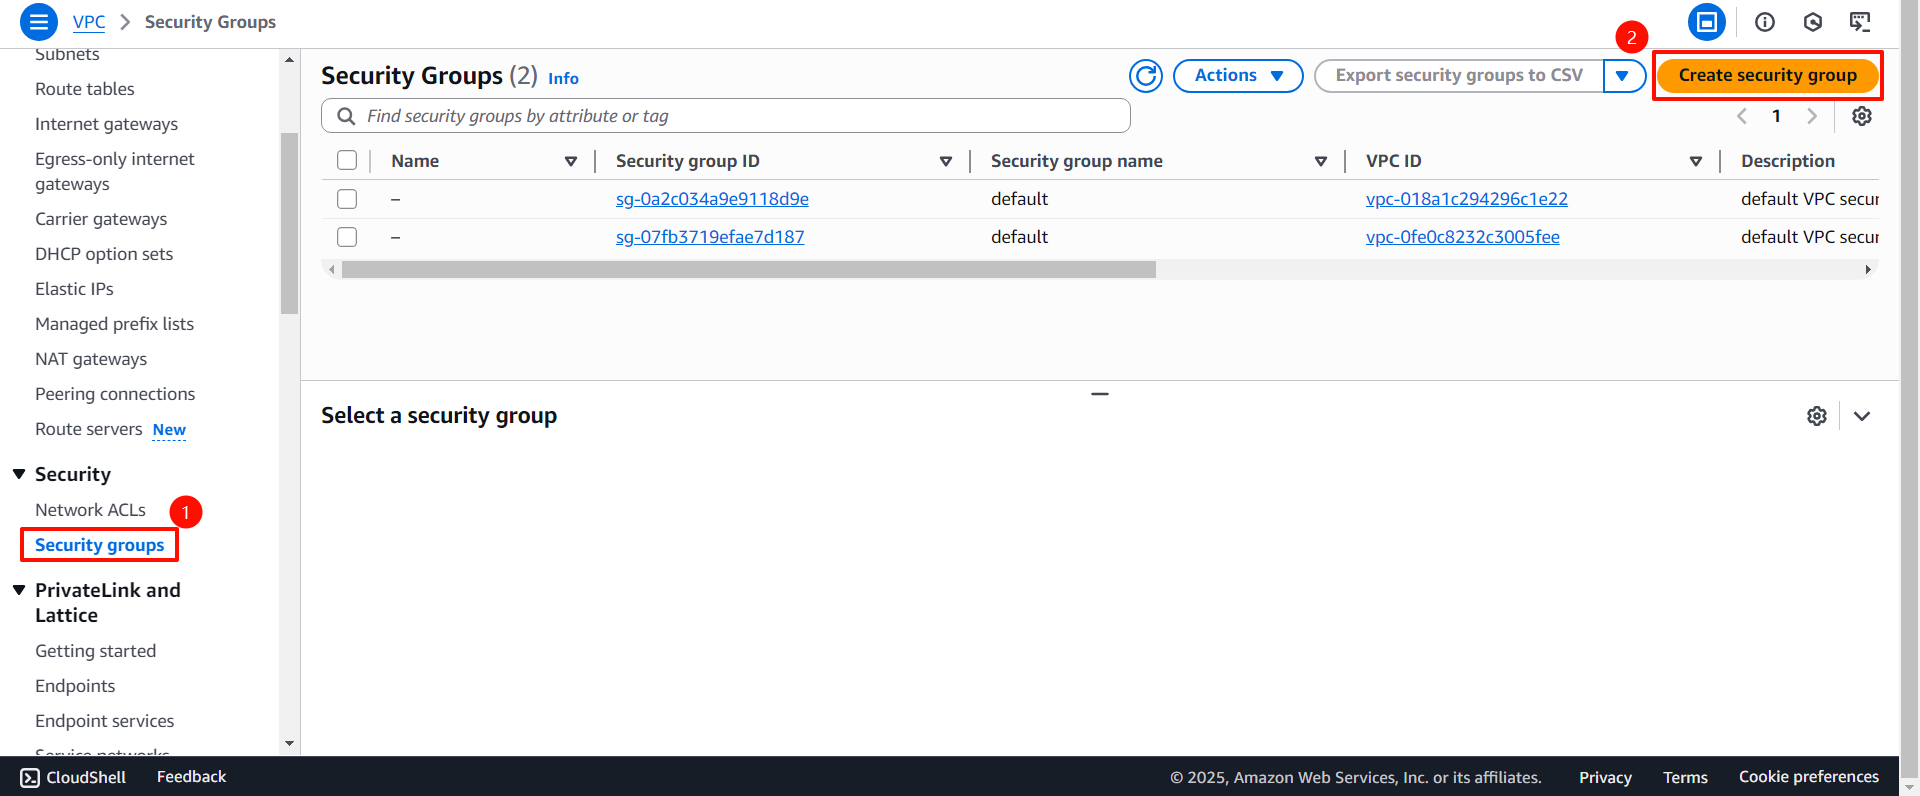 VPC > Security Groups
2
Subnets
Route tables
Internet gateways
Egress-only internet
gateways
Carrier gateways
DHCP option sets
Elastic IPs
Managed prefix lists
NAT gateways
Peering connections
Route servers New
Security
Network ACLs
1
Security groups
PrivateLink and
Lattice
Getting started
Endpoints
Endpoint services
Service networks
Security Groups (2) Info
Actions
Export security groups to CSV
Create security group
Find security groups by attribute or tag
1
Name Security group ID Security group name VPC ID Description
– sg-0a2c034a9e9118d9e default vpc-018a1c294296c1e22 default VPC secur
– sg-07fb3719efae7d187 default vpc-0fe0c8232c3005fee default VPC secur
Select a security group
CloudShell Feedback © 2025, Amazon Web Services, Inc. or its affiliates. Privacy Terms Cookie preferences